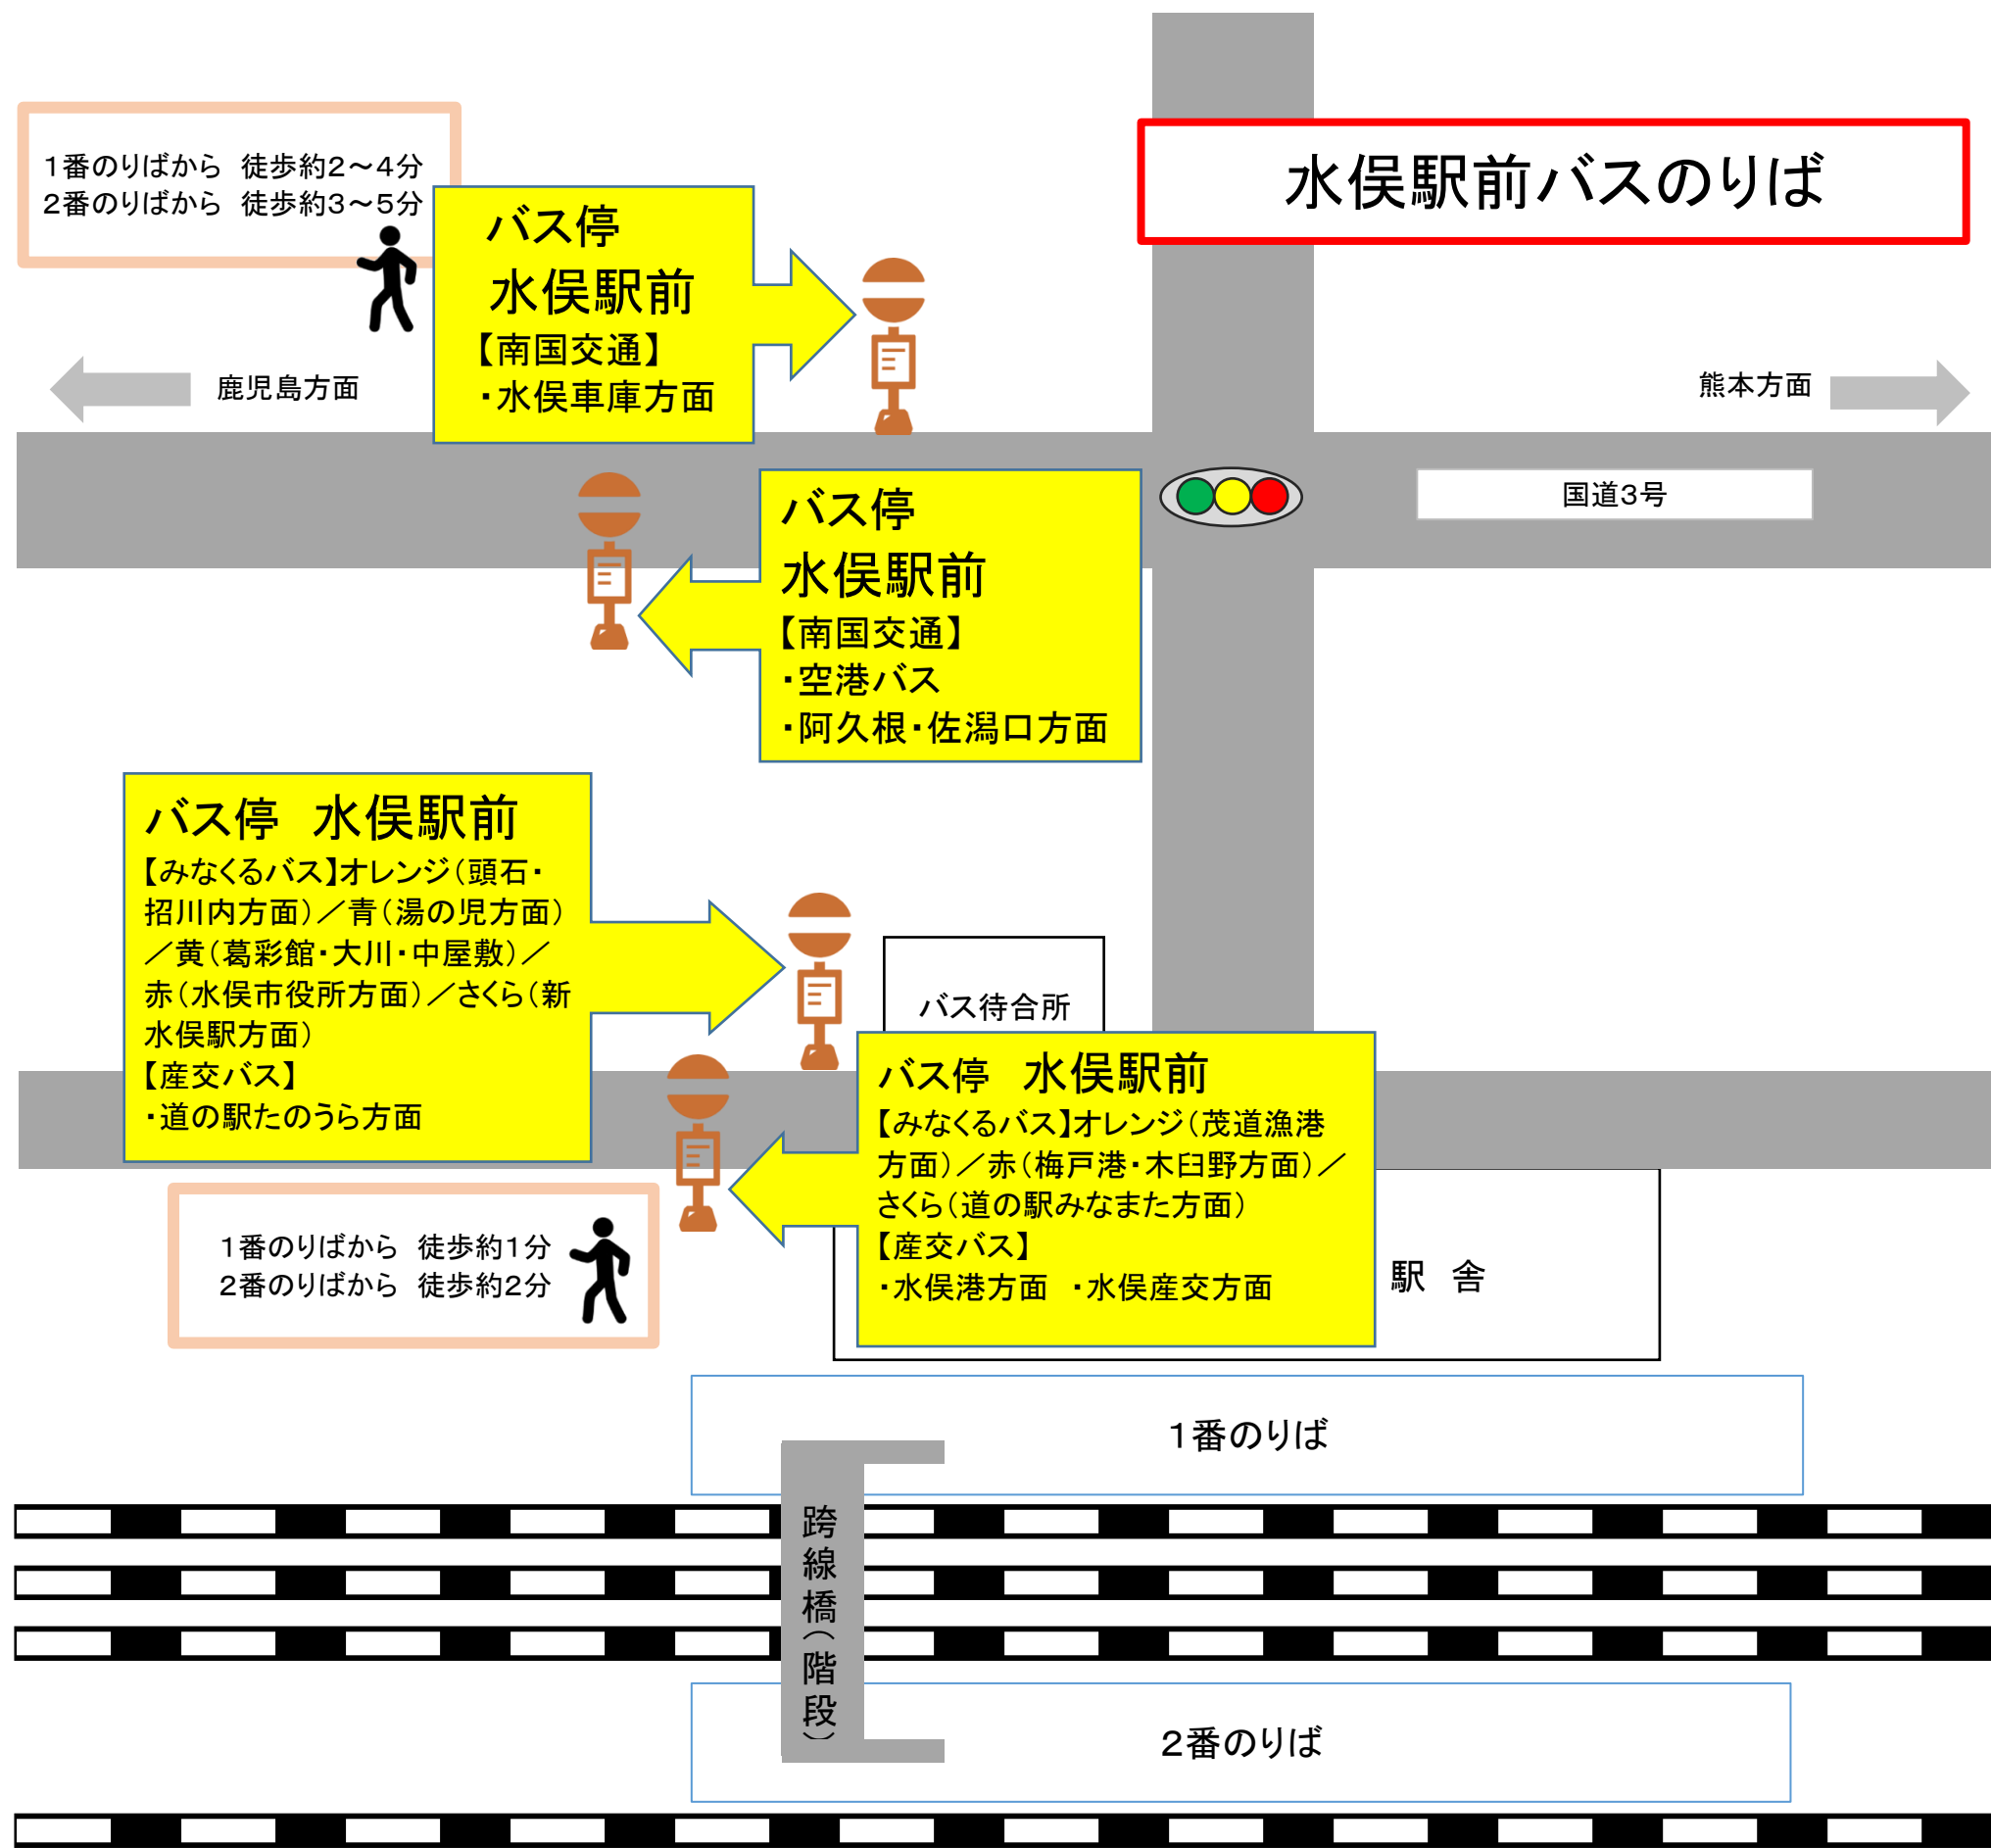 水俣駅前バスのりば
1番のりばから　徒歩約2～4分
2番のりばから　徒歩約3～5分
バス停
水俣駅前
【南国交通】
・水俣車庫方面
鹿児島方面
熊本方面
国道3号
バス停
水俣駅前
【南国交通】
・空港バス
・阿久根・佐潟口方面
バス停　水俣駅前
【みなくるバス】オレンジ（頭石・
招川内方面）／青（湯の児方面）
／黄（葛彩館・大川・中屋敷）／
赤（水俣市役所方面）／さくら（新
水俣駅方面）
【産交バス】
・道の駅たのうら方面
バス待合所
バス停　水俣駅前
【みなくるバス】オレンジ（茂道漁港
方面）／赤（梅戸港・木臼野方面）／
さくら（道の駅みなまた方面）
【産交バス】
・水俣港方面　・水俣産交方面
駅　舎
1番のりばから　徒歩約1分
2番のりばから　徒歩約2分
1番のりば
跨線橋（階段）
2番のりば